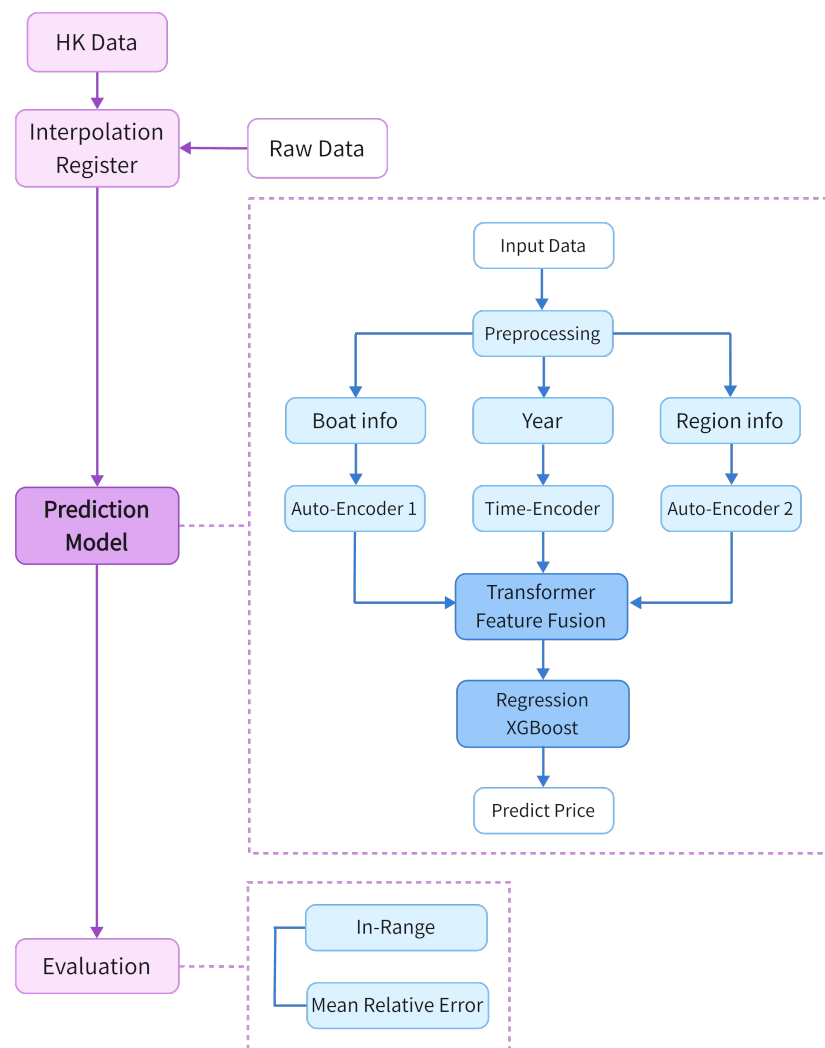 HK Data
Interpolation
Register
Raw Data
Input Data
Preprocessing
Boat info
Year
Region info
Auto-Encoder 1
Time-Encoder
Auto-Encoder 2
Prediction
Model
Transformer
Feature Fusion
Regression
XGBoost
Predict Price
Evaluation
In-Range
Mean Relative Error